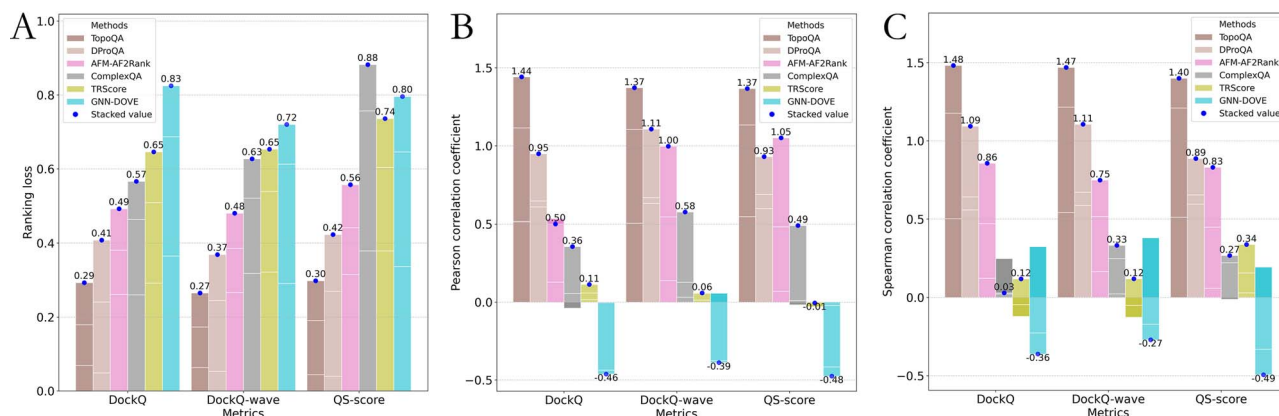 A
Ranking loss
1.0
0.8
0.6
0.4
0.2
0.0
Methods
TopoQA
DProQA
AFM-AF2Rank
ComplexQA
TRScore
GNN-DOVE
Stacked value
0.29
0.41
0.49
0.57
0.65
0.83
0.27
0.37
0.48
0.63
0.65
0.72
0.30
0.42
0.56
0.88
0.74
0.80
DockQ
DockQ-wave
QS-score
Metrics
B
Pearson correlation coefficient
1.5
1.0
0.5
0.0
−0.5
Methods
TopoQA
DProQA
AFM-AF2Rank
ComplexQA
TRScore
GNN-DOVE
Stacked value
1.44
0.95
0.50
0.36
0.11
-0.46
1.37
1.11
1.00
0.58
0.06
-0.39
1.37
0.93
1.05
0.49
-0.01
-0.48
DockQ
DockQ-wave
QS-score
Metrics
C
Spearman correlation coefficient
1.5
1.0
0.5
0.0
−0.5
Methods
TopoQA
DProQA
AFM-AF2Rank
ComplexQA
TRScore
GNN-DOVE
Stacked value
1.48
1.09
0.86
0.03
0.12
-0.36
1.47
1.11
0.75
0.33
0.12
-0.27
1.40
0.89
0.83
0.27
0.34
-0.49
DockQ
DockQ-wave
QS-score
Metrics